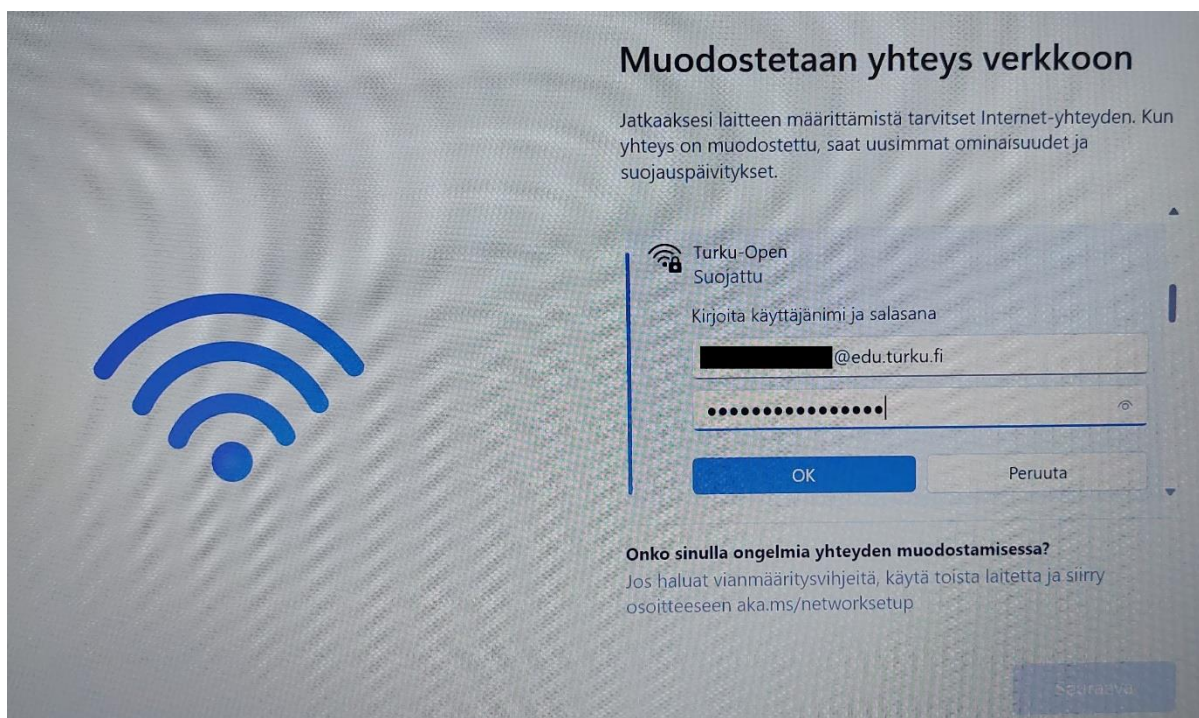 Muodostetaan yhteys verkkoon
Jatkaaksesi laitteen määrittämistä tarvitset Internet-yhteyden. Kun
yhteys on muodostettu, saat uusimmat ominaisuudet ja
suojauspäivitykset.
Turku-Open
Suojattu
Kirjoita käyttäjänimi ja salasana
@edu.turku.fi
OK Peruuta
Onko sinulla ongelmia yhteyden muodostamisessa?
Jos haluat vianmääritysvihjeitä, käytä toista laitetta ja siirry
osoitteeseen aka.ms/networksetup
Seuraava